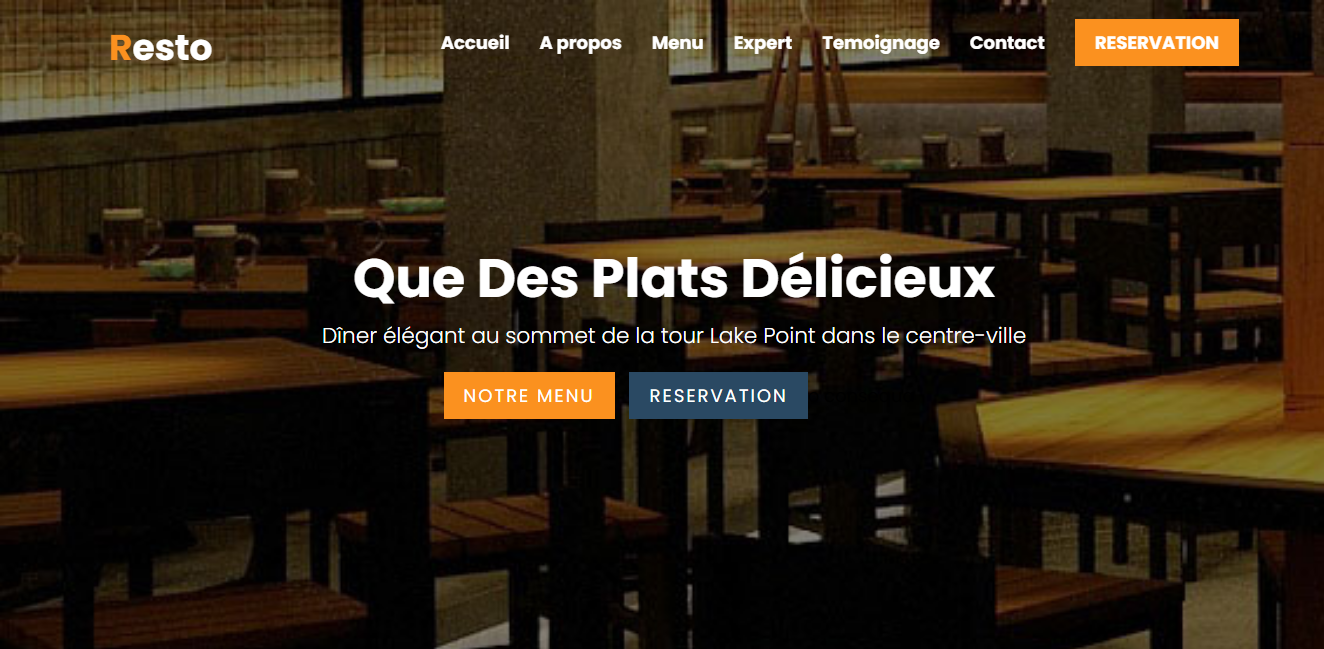 Resto
Accueil A propos Menu Expert Temoignage Contact RESERVATION
Que Des Plats Délicieux
Dîner élégant au sommet de la tour Lake Point dans le centre-ville
NOTRE MENU RESERVATION